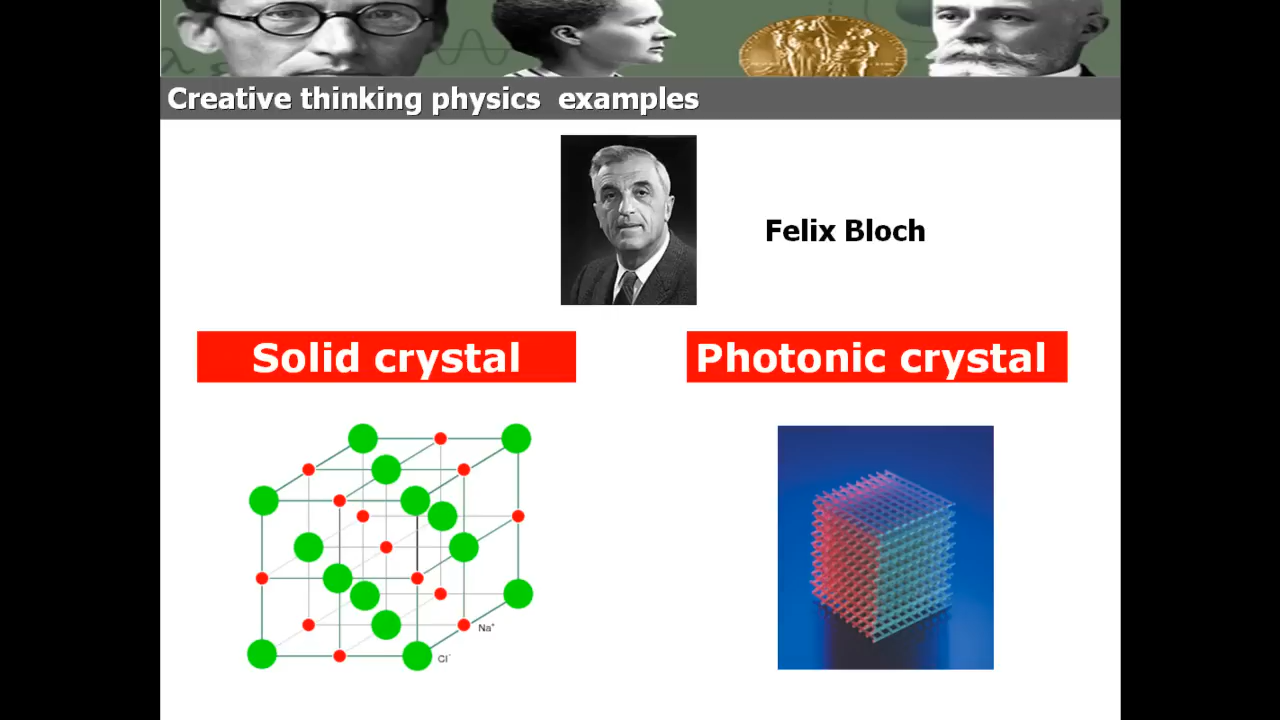 Creative thinking physics  examples
Felix Bloch
Solid crystal
Photonic crystal
Na⁺
Cl⁻